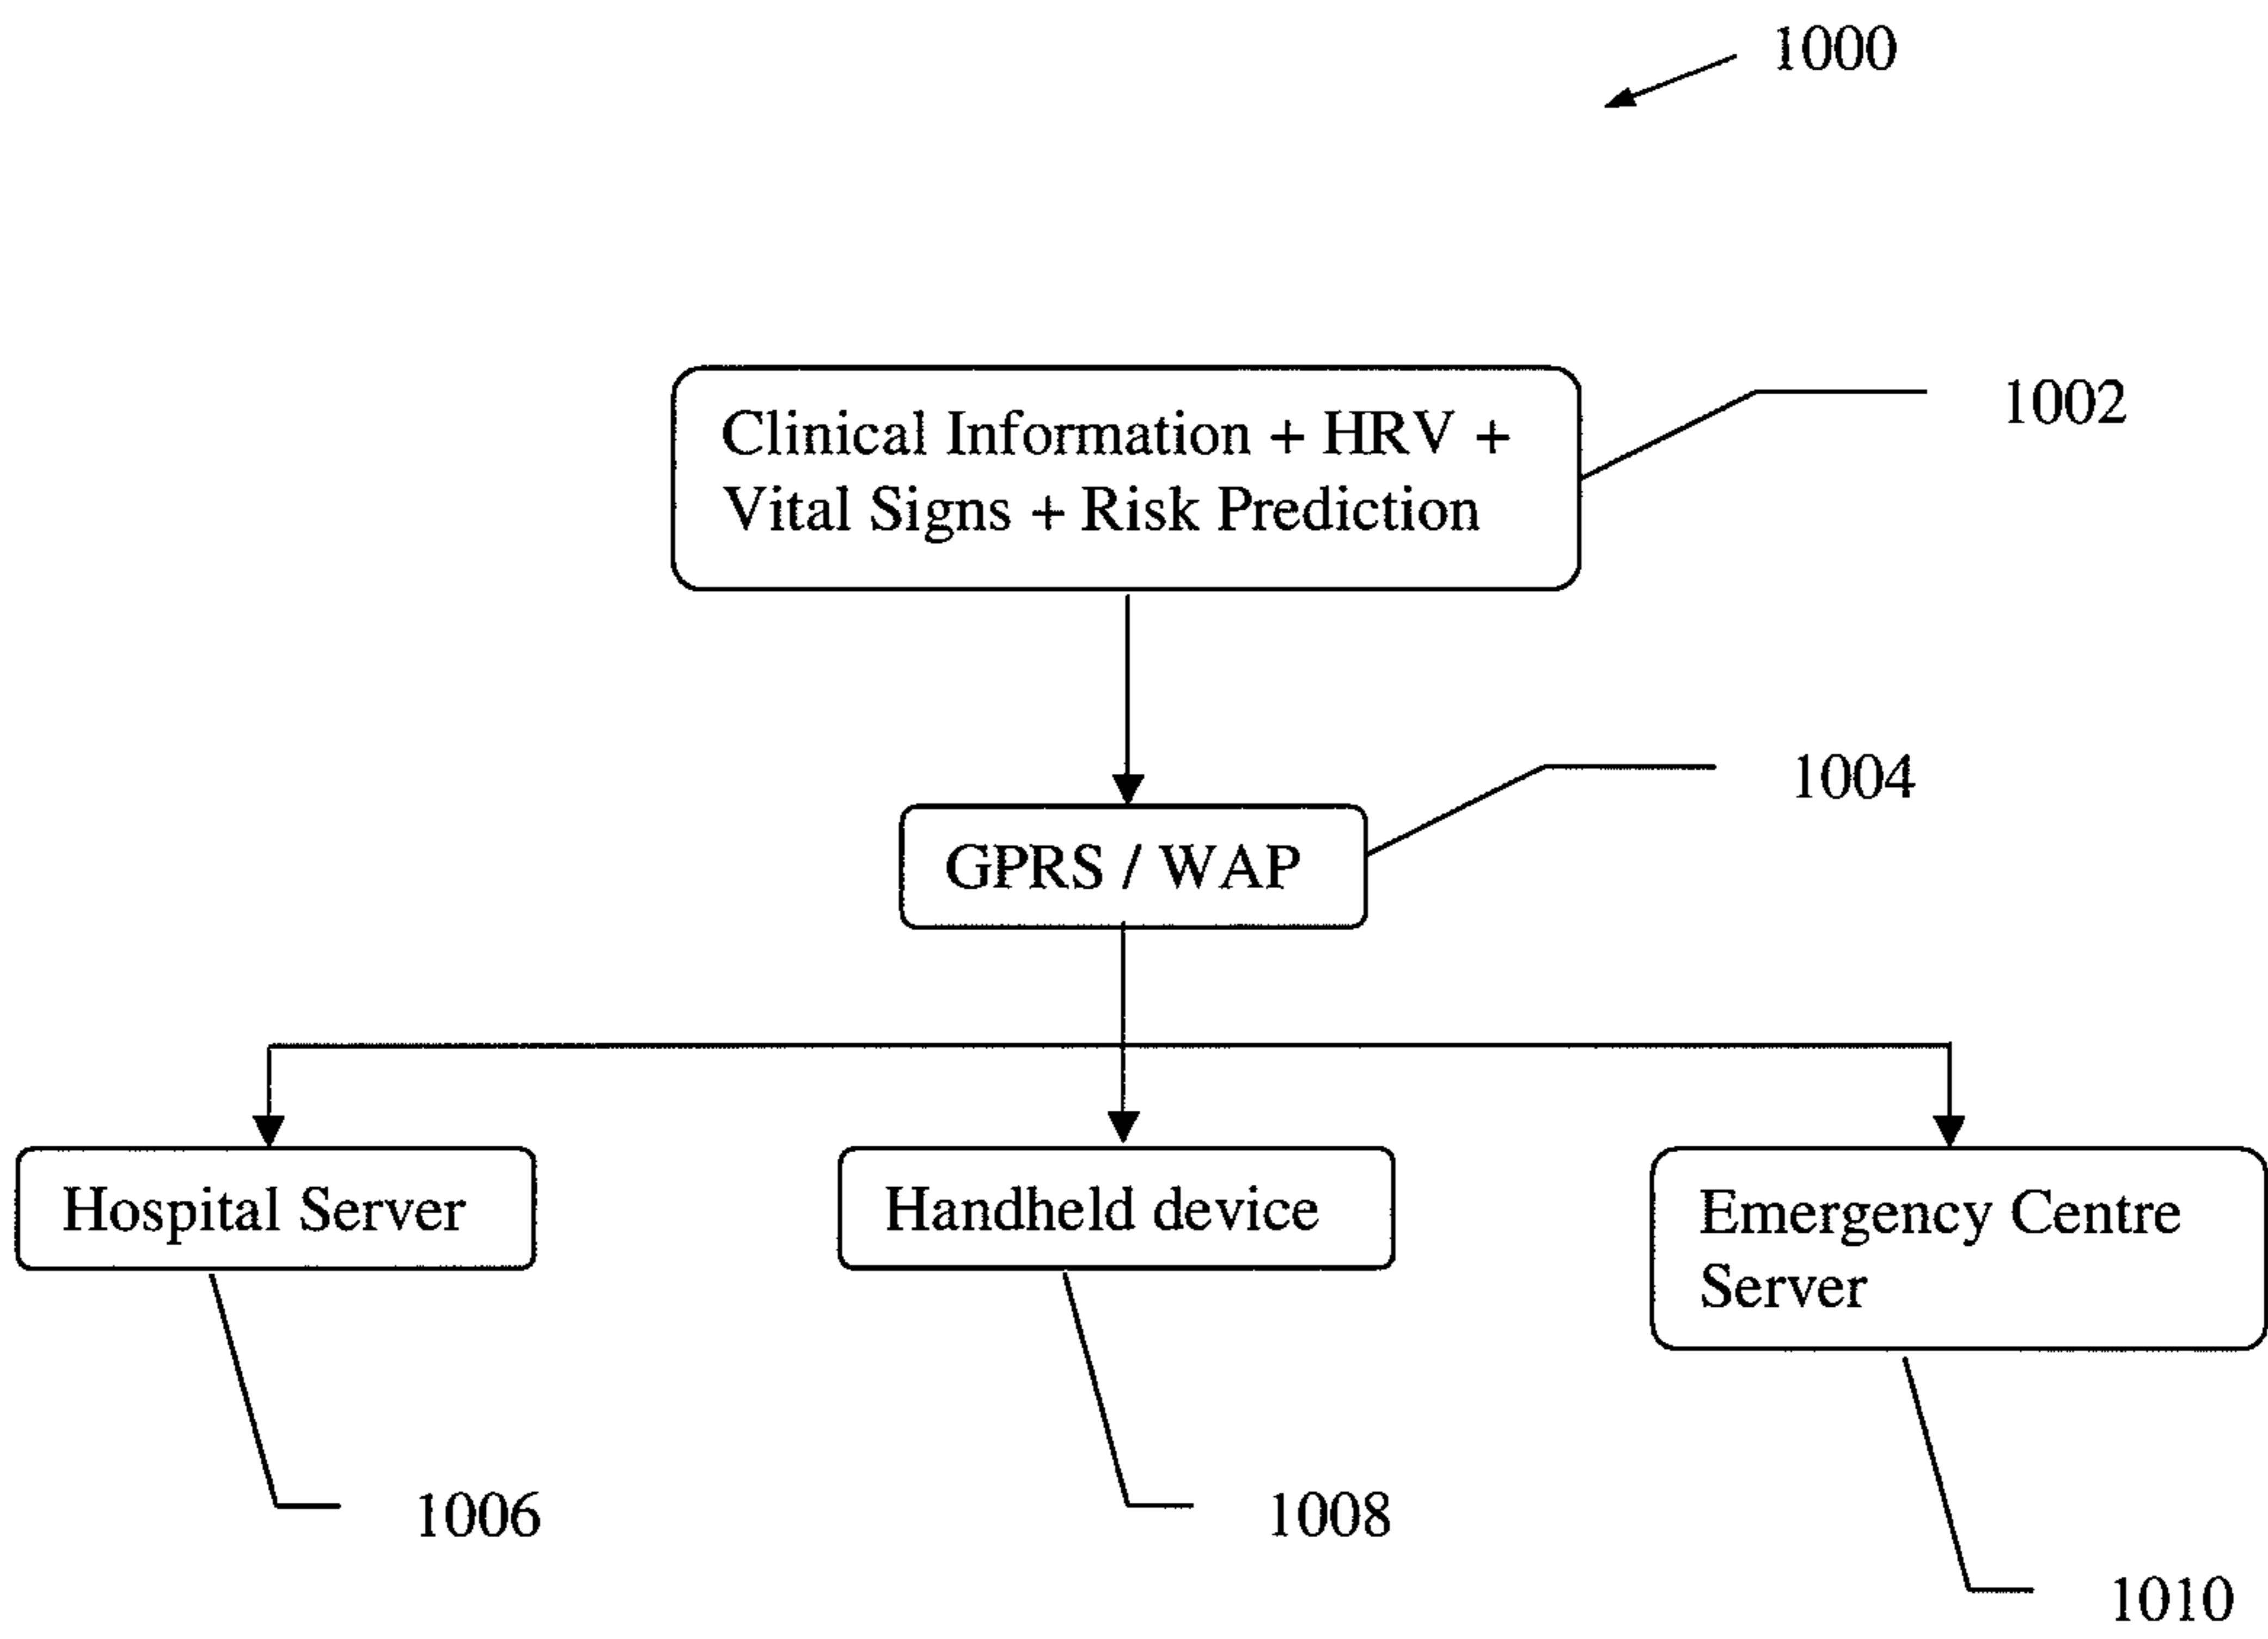 1000
Clinical Information + HRV +
Vital Signs + Risk Prediction
1002
GPRS / WAP
1004
Hospital Server
Handheld device
Emergency Centre
Server
1006
1008
1010